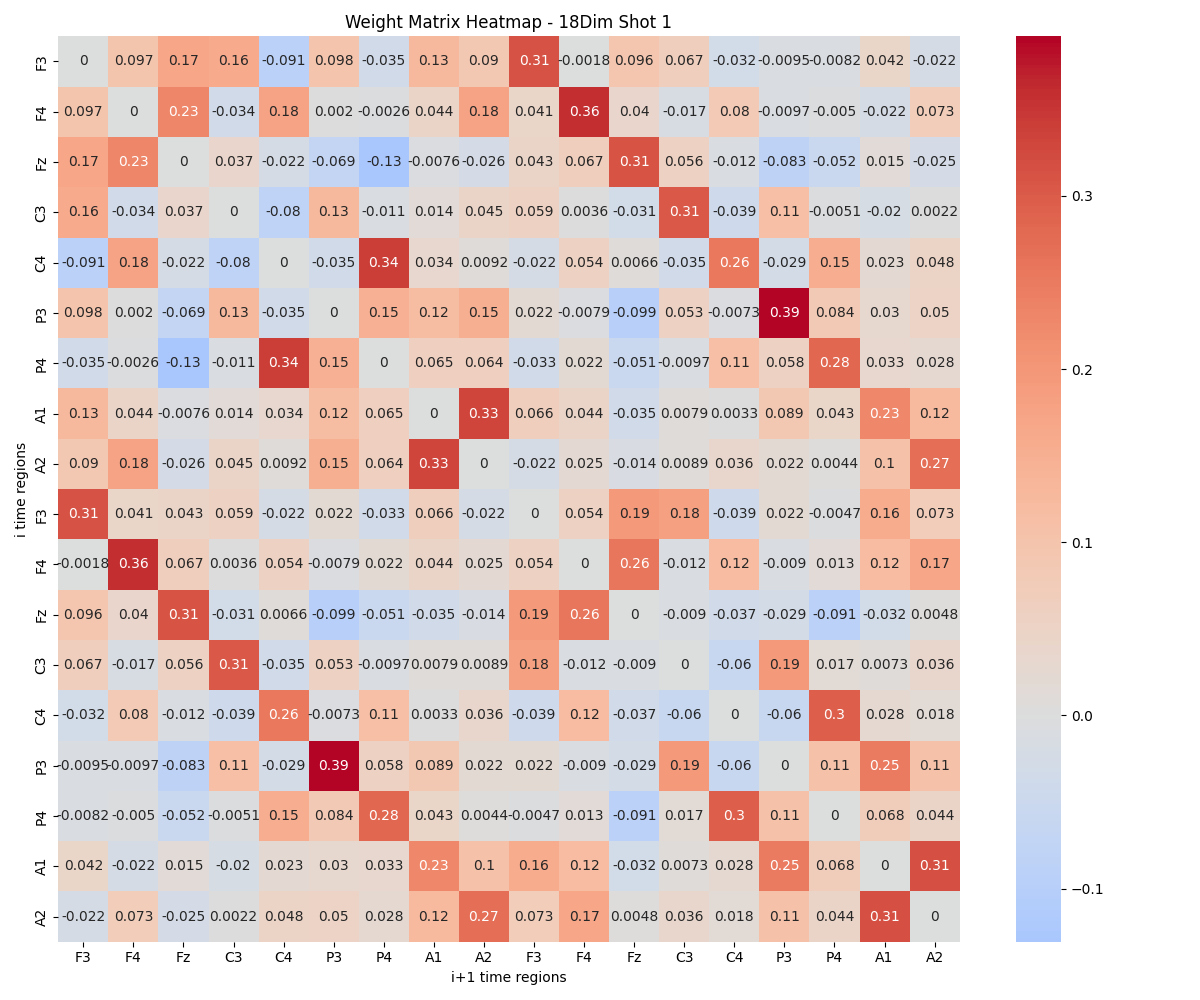 Weight Matrix Heatmap - 18Dim Shot 1
F3 0 0.097 0.17 0.16 -0.091 0.098 -0.035 0.13 0.09 0.31 -0.0018 0.096 0.067 -0.032 -0.0095 -0.0082 0.042 -0.022
F4 0.097 0 0.23 -0.034 0.18 0.002 -0.0026 0.044 0.18 0.041 0.36 0.04 -0.017 0.08 -0.0097 -0.005 -0.022 0.073
Fz 0.17 0.23 0 0.037 -0.022 -0.069 -0.13 -0.0076 -0.026 0.043 0.067 0.31 0.056 -0.012 -0.083 -0.052 0.015 -0.025
C3 0.16 -0.034 0.037 0 -0.08 0.13 -0.011 0.014 0.045 0.059 0.0036 -0.031 0.31 -0.039 0.11 -0.0051 -0.02 0.0022
C4 -0.091 0.18 -0.022 -0.08 0 -0.035 0.34 0.034 0.0092 -0.022 0.054 0.0066 -0.035 0.26 -0.029 0.15 0.023 0.048
P3 0.098 0.002 -0.069 0.13 -0.035 0 0.15 0.12 0.15 0.022 -0.0079 -0.099 0.053 -0.0073 0.39 0.084 0.03 0.05
P4 -0.035 -0.0026 -0.13 -0.011 0.34 0.15 0 0.065 0.064 -0.033 0.022 -0.051 -0.0097 0.11 0.058 0.28 0.033 0.028
A1 0.13 0.044 -0.0076 0.014 0.034 0.12 0.065 0 0.33 0.066 0.044 -0.035 0.0079 0.0033 0.089 0.043 0.23 0.12
A2 0.09 0.18 -0.026 0.045 0.0092 0.15 0.064 0.33 0 -0.022 0.025 -0.014 0.0089 0.036 0.022 0.0044 0.1 0.27
F3 0.31 0.041 0.043 0.059 -0.022 0.022 -0.033 0.066 -0.022 0 0.054 0.19 0.18 -0.039 0.022 -0.0047 0.16 0.073
F4 -0.0018 0.36 0.067 0.0036 0.054 -0.0079 0.022 0.044 0.025 0.054 0 0.26 -0.012 0.12 -0.009 0.013 0.12 0.17
Fz 0.096 0.04 0.31 -0.031 0.0066 -0.099 -0.051 -0.035 -0.014 0.19 0.26 0 -0.009 -0.037 -0.029 -0.091 -0.032 0.0048
C3 0.067 -0.017 0.056 0.31 -0.035 0.053 -0.0097 0.0079 0.0089 0.18 -0.012 -0.009 0 -0.06 0.19 0.017 0.0073 0.036
C4 -0.032 0.08 -0.012 -0.039 0.26 -0.0073 0.11 0.0033 0.036 -0.039 0.12 -0.037 -0.06 0 -0.06 0.3 0.028 0.018
P3 -0.0095 -0.0097 -0.083 0.11 -0.029 0.39 0.058 0.089 0.022 0.022 -0.009 -0.029 0.19 -0.06 0 0.11 0.25 0.11
P4 -0.0082 -0.005 -0.052 -0.0051 0.15 0.084 0.28 0.043 0.0044 -0.0047 0.013 -0.091 0.017 0.3 0.11 0 0.068 0.044
A1 0.042 -0.022 0.015 -0.02 0.023 0.03 0.033 0.23 0.1 0.16 0.12 -0.032 0.0073 0.028 0.25 0.068 0 0.31
A2 -0.022 0.073 -0.025 0.0022 0.048 0.05 0.028 0.12 0.27 0.073 0.17 0.0048 0.036 0.018 0.11 0.044 0.31 0
F3 F4 Fz C3 C4 P3 P4 A1 A2 F3 F4 Fz C3 C4 P3 P4 A1 A2
i+1 time regions
i time regions
0.3
0.2
0.1
0.0
−0.1